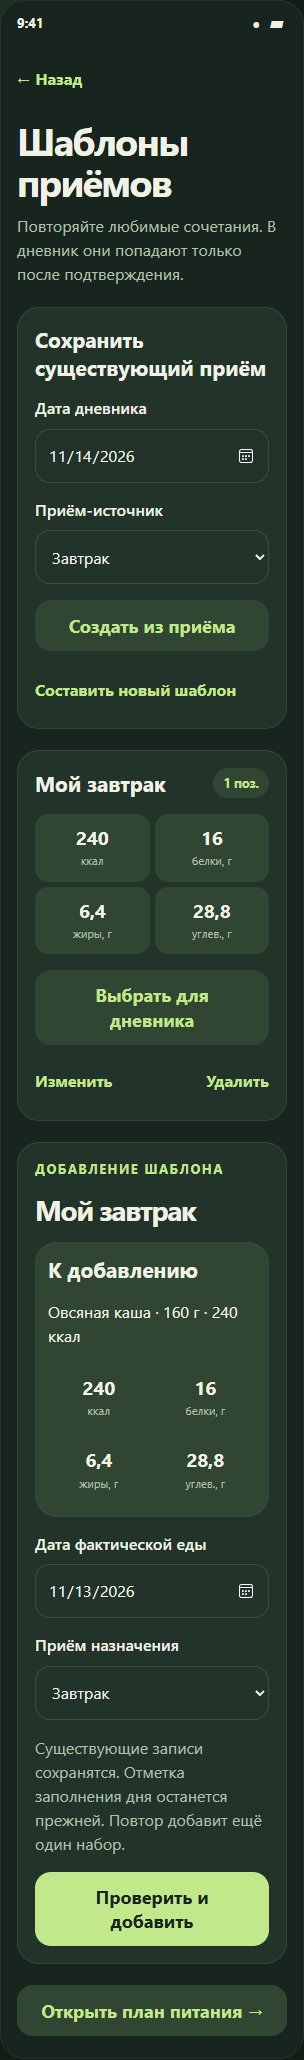 9:41
← Назад
Шаблоны
приёмов
Повторяйте любимые сочетания. В
дневник они попадают только
после подтверждения.
Сохранить
существующий приём
Дата дневника
11/14/2026
Приём-источник
Завтрак
Создать из приёма
Составить новый шаблон
Мой завтрак
1 поз.
240
ккал
16
белки, г
6,4
жиры, г
28,8
углев., г
Выбрать для
дневника
Изменить
Удалить
ДОБАВЛЕНИЕ ШАБЛОНА
Мой завтрак
К добавлению
Овсяная каша · 160 г · 240
ккал
240
ккал
16
белки, г
6,4
жиры, г
28,8
углев., г
Дата фактической еды
11/13/2026
Приём назначения
Завтрак
Существующие записи
сохранятся. Отметка
заполнения дня останется
прежней. Повтор добавит ещё
один набор.
Проверить и
добавить
Открыть план питания →